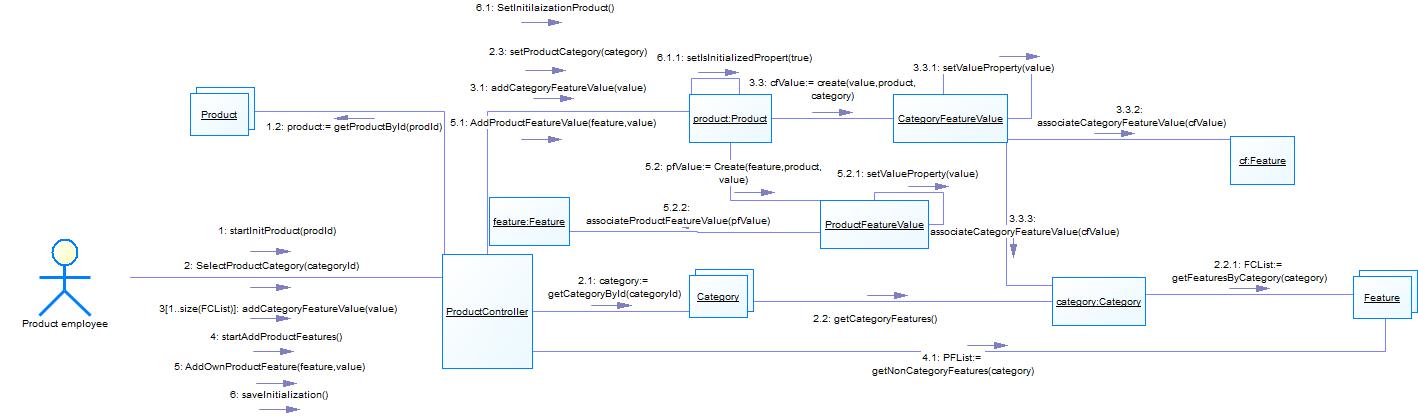 6.1: SetInitilaizationProduct()
2.3: setProductCategory(category)
6.1.1: setIsInitializedPropert(true)
3.3.1: setValueProperty(value)
3.1: addCategoryFeatureValue(value)
3.3: cfValue:= create(value,product,
category)
Product
product:Product
CategoryFeatureValue
3.3.2:
associateCategoryFeatureValue(cfValue)
1.2: product:= getProductById(prodId)
5.1: AddProductFeatureValue(feature,value)
cf:Feature
5.2: pfValue:= Create(feature,product,
value)
5.2.1: setValueProperty(value)
feature:Feature
5.2.2:
associateProductFeatureValue(pfValue)
ProductFeatureValue
3.3.3:
associateCategoryFeatureValue(cfValue)
1: startInitProduct(prodId)
2: SelectProductCategory(categoryId)
2.1: category:=
getCategoryById(categoryId)
Category
2.2.1: FCList:=
getFeaturesByCategory(category)
category:Category
Feature
3[1..size(FCList)]: addCategoryFeatureValue(value)
ProductController
2.2: getCategoryFeatures()
Product employee
4: startAddProductFeatures()
4.1: PFList:=
getNonCategoryFeatures(category)
5: AddOwnProductFeature(feature,value)
6: saveInitialization()